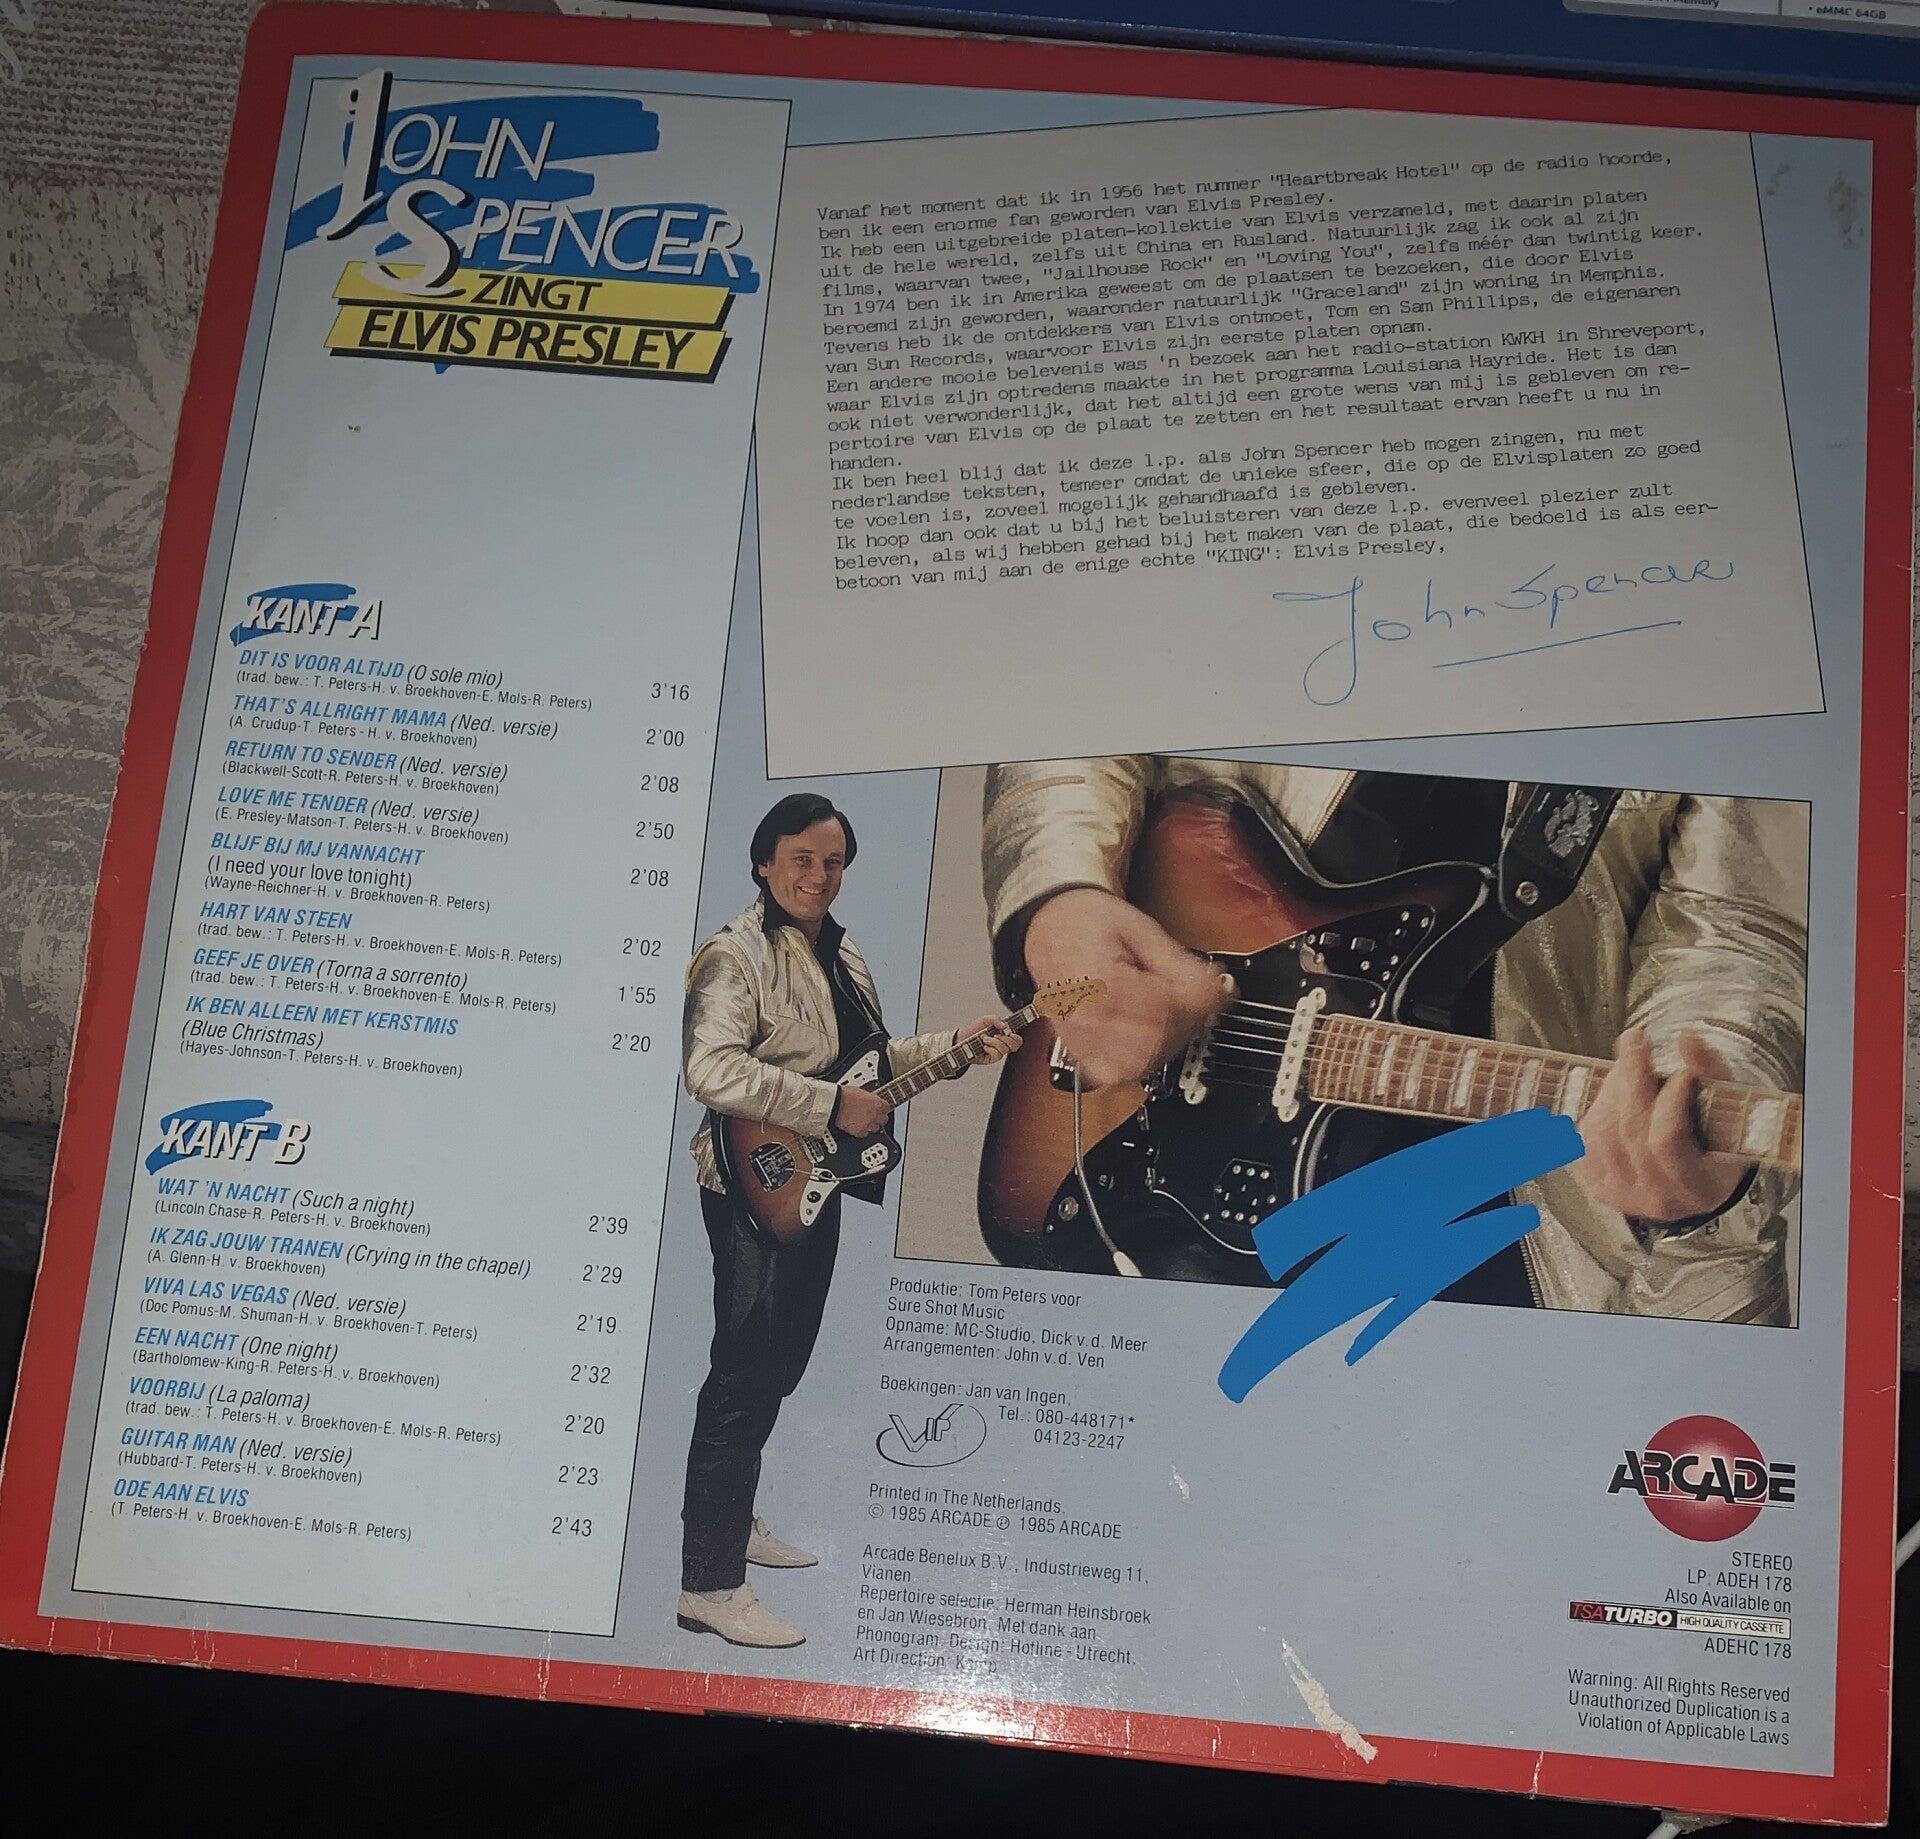 JOHN
SPENCER
ZINGT
ELVIS PRESLEY
Vanaf het moment dat ik in 1956 het nummer "Heartbreak Hotel" op de radio hoorde,
ben ik een enorme fan geworden van Elvis Presley.
Ik heb een uitgebreide platen-kollektie van Elvis verzameld, met daarin platen
uit de hele wereld, zelfs uit China en Rusland. Natuurlijk zag ik ook al zijn
films, waarvan twee, "Jailhouse Rock" en "Loving You", zelfs méér dan twintig keer.
In 1974 ben ik in Amerika geweest om de plaatsen te bezoeken, die door Elvis
beroemd zijn geworden, waaronder natuurlijk "Graceland" zijn woning in Memphis.
Tevens heb ik de ontdekkers van Elvis ontmoet, Tom en Sam Phillips, de eigenaren
van Sun Records, waarvoor Elvis zijn eerste platen opnam.
Een andere mooie belevenis was 'n bezoek aan het radio-station KWKH in Shreveport,
waar Elvis zijn optredens maakte in het programma Louisiana Hayride. Het is dan
ook niet verwonderlijk, dat het altijd een grote wens van mij is gebleven om re-
pertoire van Elvis op de plaat te zetten en het resultaat ervan heeft u nu in
handen.
Ik ben heel blij dat ik deze l.p. als John Spencer heb mogen zingen, nu met
nederlandse teksten, temeer omdat de unieke sfeer, die op de Elvisplaten zo goed
te voelen is, zoveel mogelijk gehandhaafd is gebleven.
Ik hoop dan ook dat u bij het beluisteren van deze l.p. evenveel plezier zult
beleven, als wij hebben gehad bij het maken van de plaat, die bedoeld is als eer-
betoon van mij aan de enige echte "KING": Elvis Presley,
John Spencer
KANT A
DIT IS VOOR ALTIJD (O sole mio)
(trad. bew.: T. Peters-H. v. Broekhoven-E. Mols-R. Peters) 3'16
THAT'S ALLRIGHT MAMA (Ned. versie)
(A. Crudup-T. Peters - H. v. Broekhoven) 2'00
RETURN TO SENDER (Ned. versie)
(Blackwell-Scott-R. Peters-H. v. Broekhoven) 2'08
LOVE ME TENDER (Ned. versie)
(E. Presley-Matson-T. Peters-H. v. Broekhoven) 2'50
BLIJF BIJ MJ VANNACHT
(I need your love tonight) 2'08
(Wayne-Reichner-H. v. Broekhoven-R. Peters)
HART VAN STEEN
(trad. bew.: T. Peters-H. v. Broekhoven-E. Mols-R. Peters) 2'02
GEEF JE OVER (Torna a sorrento)
(trad. bew.: T. Peters-H. v. Broekhoven-E. Mols-R. Peters) 1'55
IK BEN ALLEEN MET KERSTMIS
(Blue Christmas) 2'20
(Hayes-Johnson-T. Peters-H. v. Broekhoven)
KANT B
WAT 'N NACHT (Such a night)
(Lincoln Chase-R. Peters-H. v. Broekhoven) 2'39
IK ZAG JOUW TRANEN (Crying in the chapel)
(A. Glenn-H. v. Broekhoven) 2'29
VIVA LAS VEGAS (Ned. versie)
(Doc Pomus-M. Shuman-H. v. Broekhoven-T. Peters) 2'19
EEN NACHT (One night)
(Bartholomew-King-R. Peters-H. v. Broekhoven) 2'32
VOORBIJ (La paloma)
(trad. bew.: T. Peters-H. v. Broekhoven-E. Mols-R. Peters) 2'20
GUITAR MAN (Ned. versie)
(Hubbard-T. Peters-H. v. Broekhoven) 2'23
ODE AAN ELVIS
(T. Peters-H. v. Broekhoven-E. Mols-R. Peters) 2'43
Produktie: Tom Peters voor
Sure Shot Music
Opname: MC-Studio, Dick v.d. Meer
Arrangementen: John v.d. Ven
Boekingen: Jan van Ingen,
VIP
Tel.: 080-448171*
04123-2247
Printed in The Netherlands.
© 1985 ARCADE ℗ 1985 ARCADE
Arcade Benelux B.V., Industrieweg 11,
Vianen
Repertoire selectie: Herman Heinsbroek
en Jan Wiesebron. Met dank aan
Phonogram. Design: Hotline - Utrecht.
Art Direction:
ARCADE
STEREO
LP: ADEH 178
Also Available on
TSA TURBO HIGH QUALITY CASSETTE
ADEHC 178
Warning: All Rights Reserved
Unauthorized Duplication is a
Violation of Applicable Laws
Fender
• eMMC 64GB